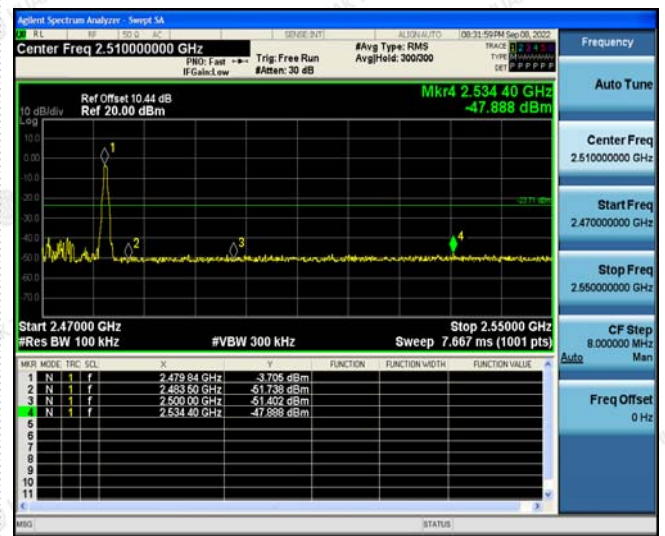 Agilent Spectrum Analyzer - Swept SA
RL RF 50 Ω AC SENSE:INT ALIGN AUTO 08:31:59 PM Sep 08, 2022
Center Freq 2.510000000 GHz
PNO: Fast
IFGain:Low
Trig: Free Run
#Atten: 30 dB
#Avg Type: RMS
Avg|Hold: 300/300
TRACE 1 2 3 4 5 6
TYPE M
DET P P P P P P
Ref Offset 10.44 dB
10 dB/div Ref 20.00 dBm
Log
Mkr4 2.534 40 GHz
-47.888 dBm
10.0
0.00
-10.0
-20.0
-23.71 dBm
-30.0
-40.0
-50.0
-60.0
-70.0
1
2
3
4
Start 2.47000 GHz Stop 2.55000 GHz
#Res BW 100 kHz #VBW 300 kHz Sweep 7.667 ms (1001 pts)
MKR MODE TRC SCL X Y FUNCTION FUNCTION WIDTH FUNCTION VALUE
1 N 1 f 2.479 84 GHz -3.705 dBm
2 N 1 f 2.483 50 GHz -51.738 dBm
3 N 1 f 2.500 00 GHz -51.402 dBm
4 N 1 f 2.534 40 GHz -47.888 dBm
5
6
7
8
9
10
11
MSG STATUS
Frequency
Auto Tune
Center Freq
2.510000000 GHz
Start Freq
2.470000000 GHz
Stop Freq
2.550000000 GHz
CF Step
8.000000 MHz
Auto Man
Freq Offset
0 Hz